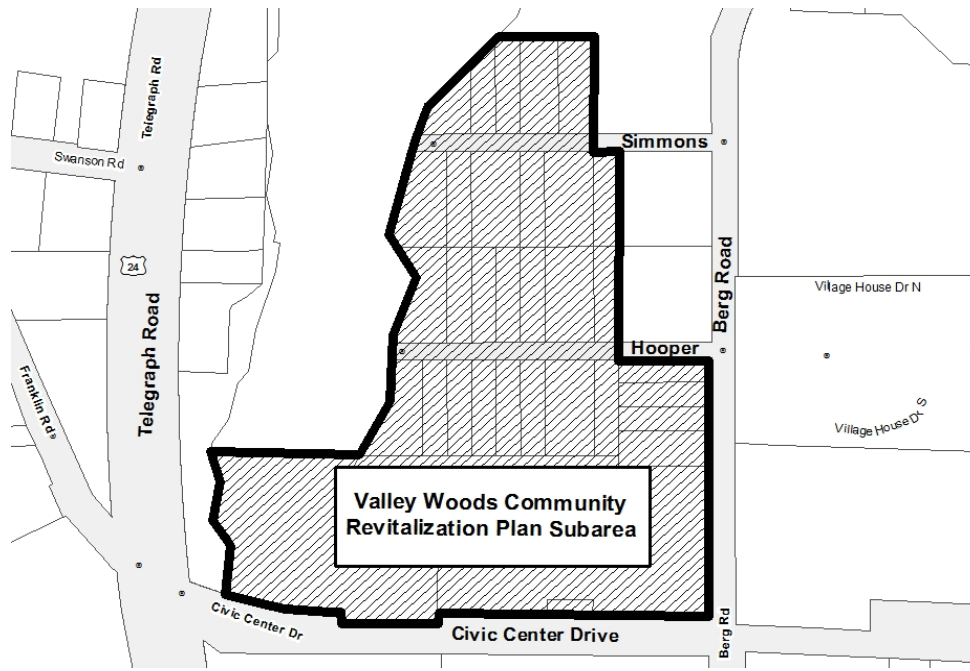 Telegraph Rd
Simmons
Swanson Rd
24
Berg Road
Village House Dr N
Telegraph Road
Hooper
Franklin Rd
Village House Dr S
Valley Woods Community
Revitalization Plan Subarea
Civic Center Dr
Civic Center Drive
Berg Rd